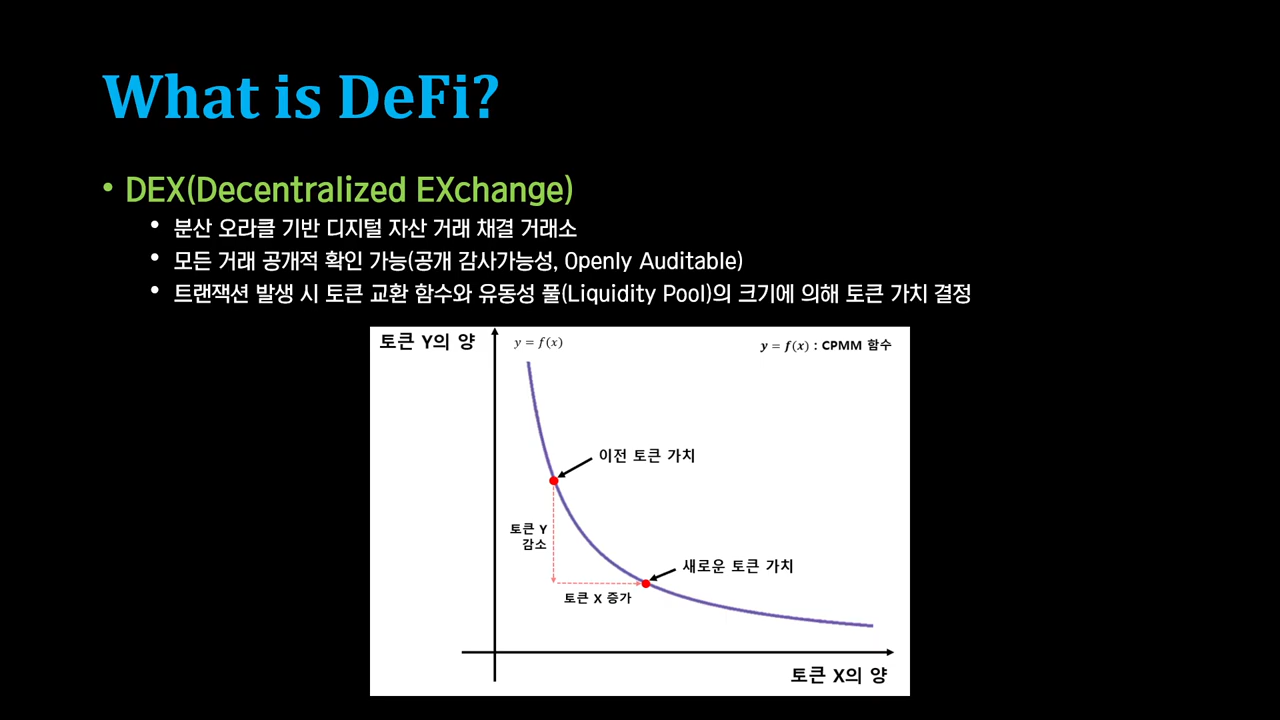 What is DeFi?
• DEX(Decentralized EXchange)
• 분산 오라클 기반 디지털 자산 거래 채결 거래소
• 모든 거래 공개적 확인 가능(공개 감사가능성, Openly Auditable)
• 트랜잭션 발생 시 토큰 교환 함수와 유동성 풀(Liquidity Pool)의 크기에 의해 토큰 가치 결정
토큰 Y의 양
y = f(x)
y = f(x) : CPMM 함수
이전 토큰 가치
토큰 Y
감소
새로운 토큰 가치
토큰 X 증가
토큰 X의 양